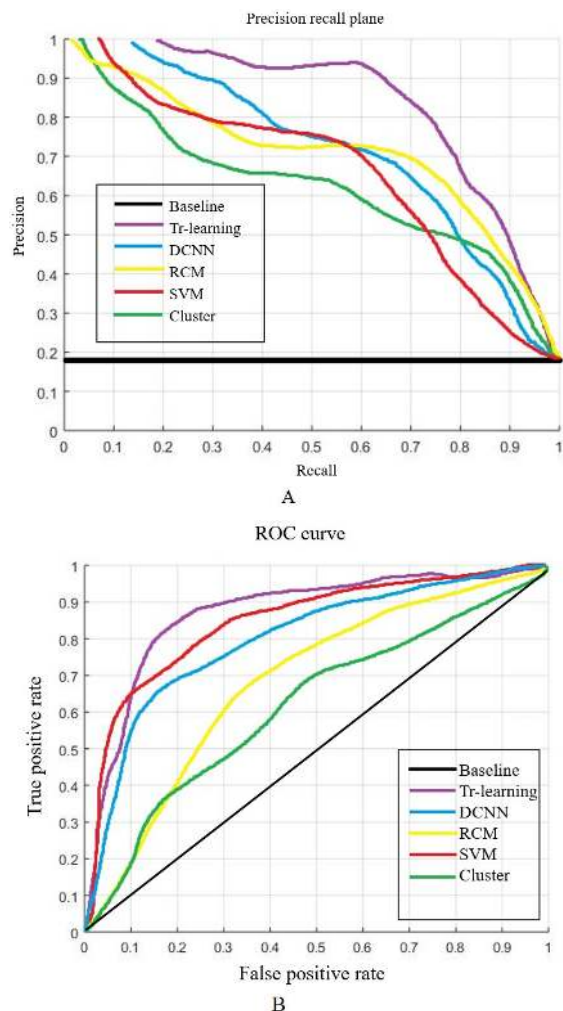 Precision recall plane
1
0.9
0.8
0.7
0.6
0.5
0.4
0.3
0.2
0.1
0
Precision
Baseline
Tr-learning
DCNN
RCM
SVM
Cluster
0 0.1 0.2 0.3 0.4 0.5 0.6 0.7 0.8 0.9 1
Recall
A
ROC curve
1
0.9
0.8
0.7
0.6
0.5
0.4
0.3
0.2
0.1
0
True positive rate
Baseline
Tr-learning
DCNN
RCM
SVM
Cluster
0 0.1 0.2 0.3 0.4 0.5 0.6 0.7 0.8 0.9 1
False positive rate
B